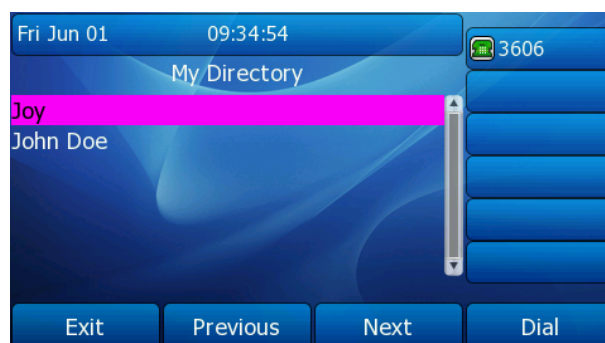 Fri Jun 01 09:34:54
3606
My Directory
Joy
John Doe
Exit Previous Next Dial